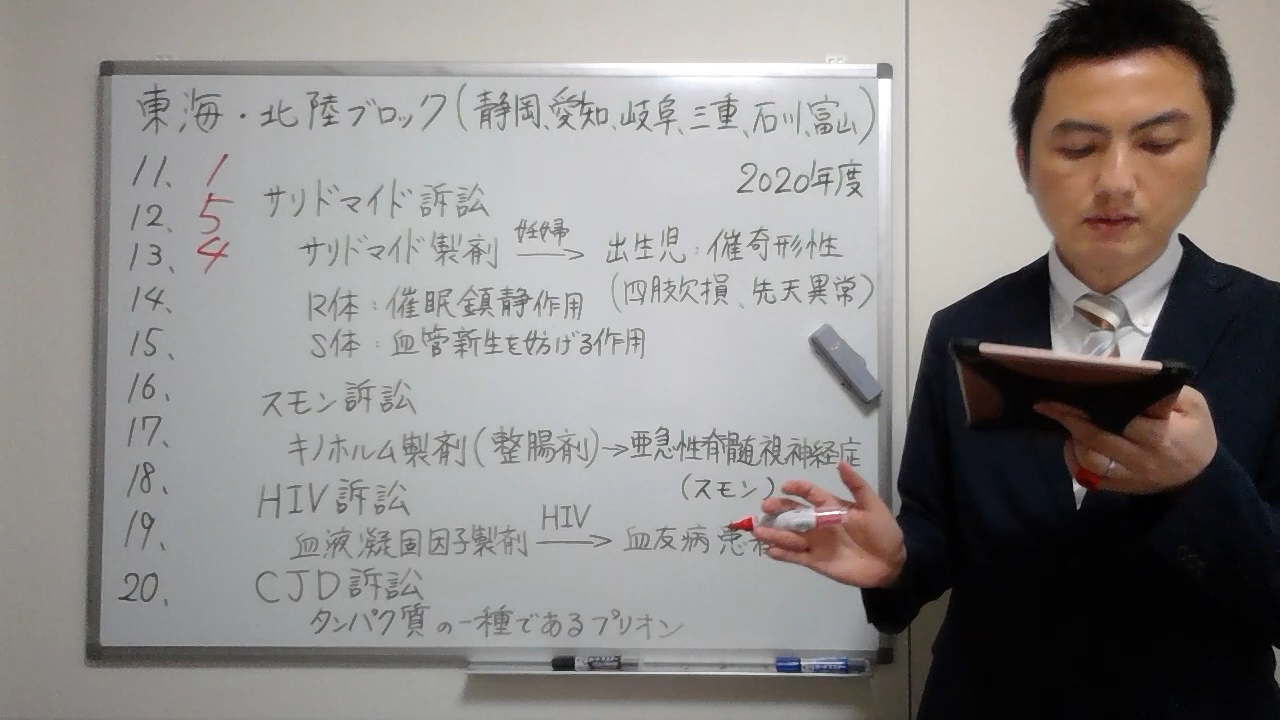 東海・北陸ブロック(静岡、愛知、岐阜、三重、石川、富山)
2020年度
11、1
12、5
13、4
14、
15、
16、
17、
18、
19、
20、
サリドマイド訴訟
サリドマイド製剤 妊婦→ 出生児:催奇形性
(四肢欠損、先天異常)
R体:催眠鎮静作用
S体:血管新生を妨げる作用
スモン訴訟
キノホルム製剤(整腸剤)→亜急性脊髄視神経症
(スモン)
HIV訴訟
血液凝固因子製剤 HIV→ 血友病患
CJD訴訟
タンパク質の一種であるプリオン